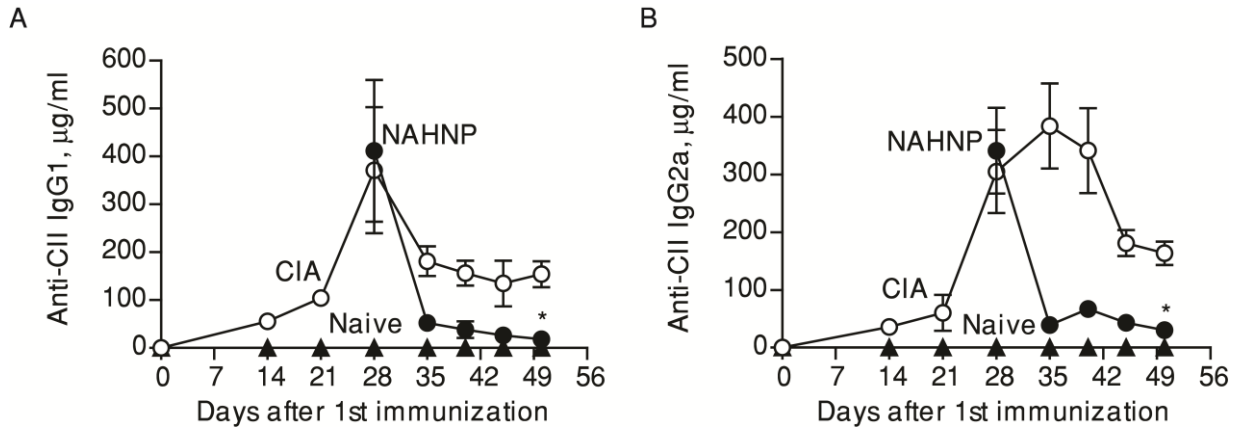 A
Anti-CII IgG1, μg/ml
600
500
400
300
200
100
0
NAHNP
CIA
Naive
*
0 7 14 21 28 35 42 49 56
Days after 1st immunization
B
Anti-CII IgG2a, μg/ml
500
400
300
200
100
0
NAHNP
CIA
Naive
*
0 7 14 21 28 35 42 49 56
Days after 1st immunization